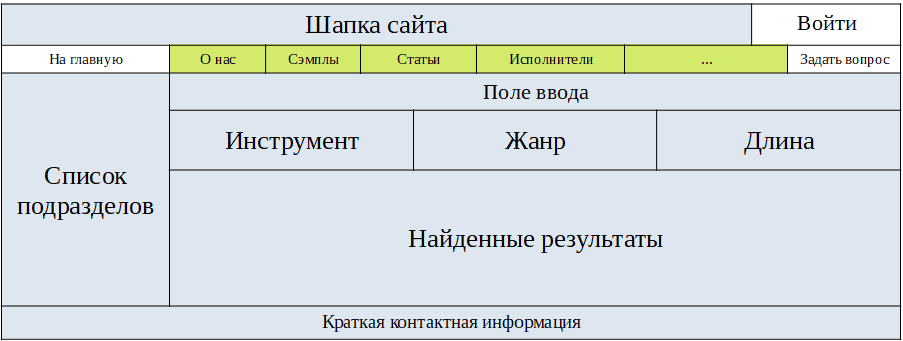 Шапка сайта
Войти
На главную
О нас
Сэмплы
Статьи
Исполнители
...
Задать вопрос
Поле ввода
Инструмент
Жанр
Длина
Список
подразделов
Найденные результаты
Краткая контактная информация